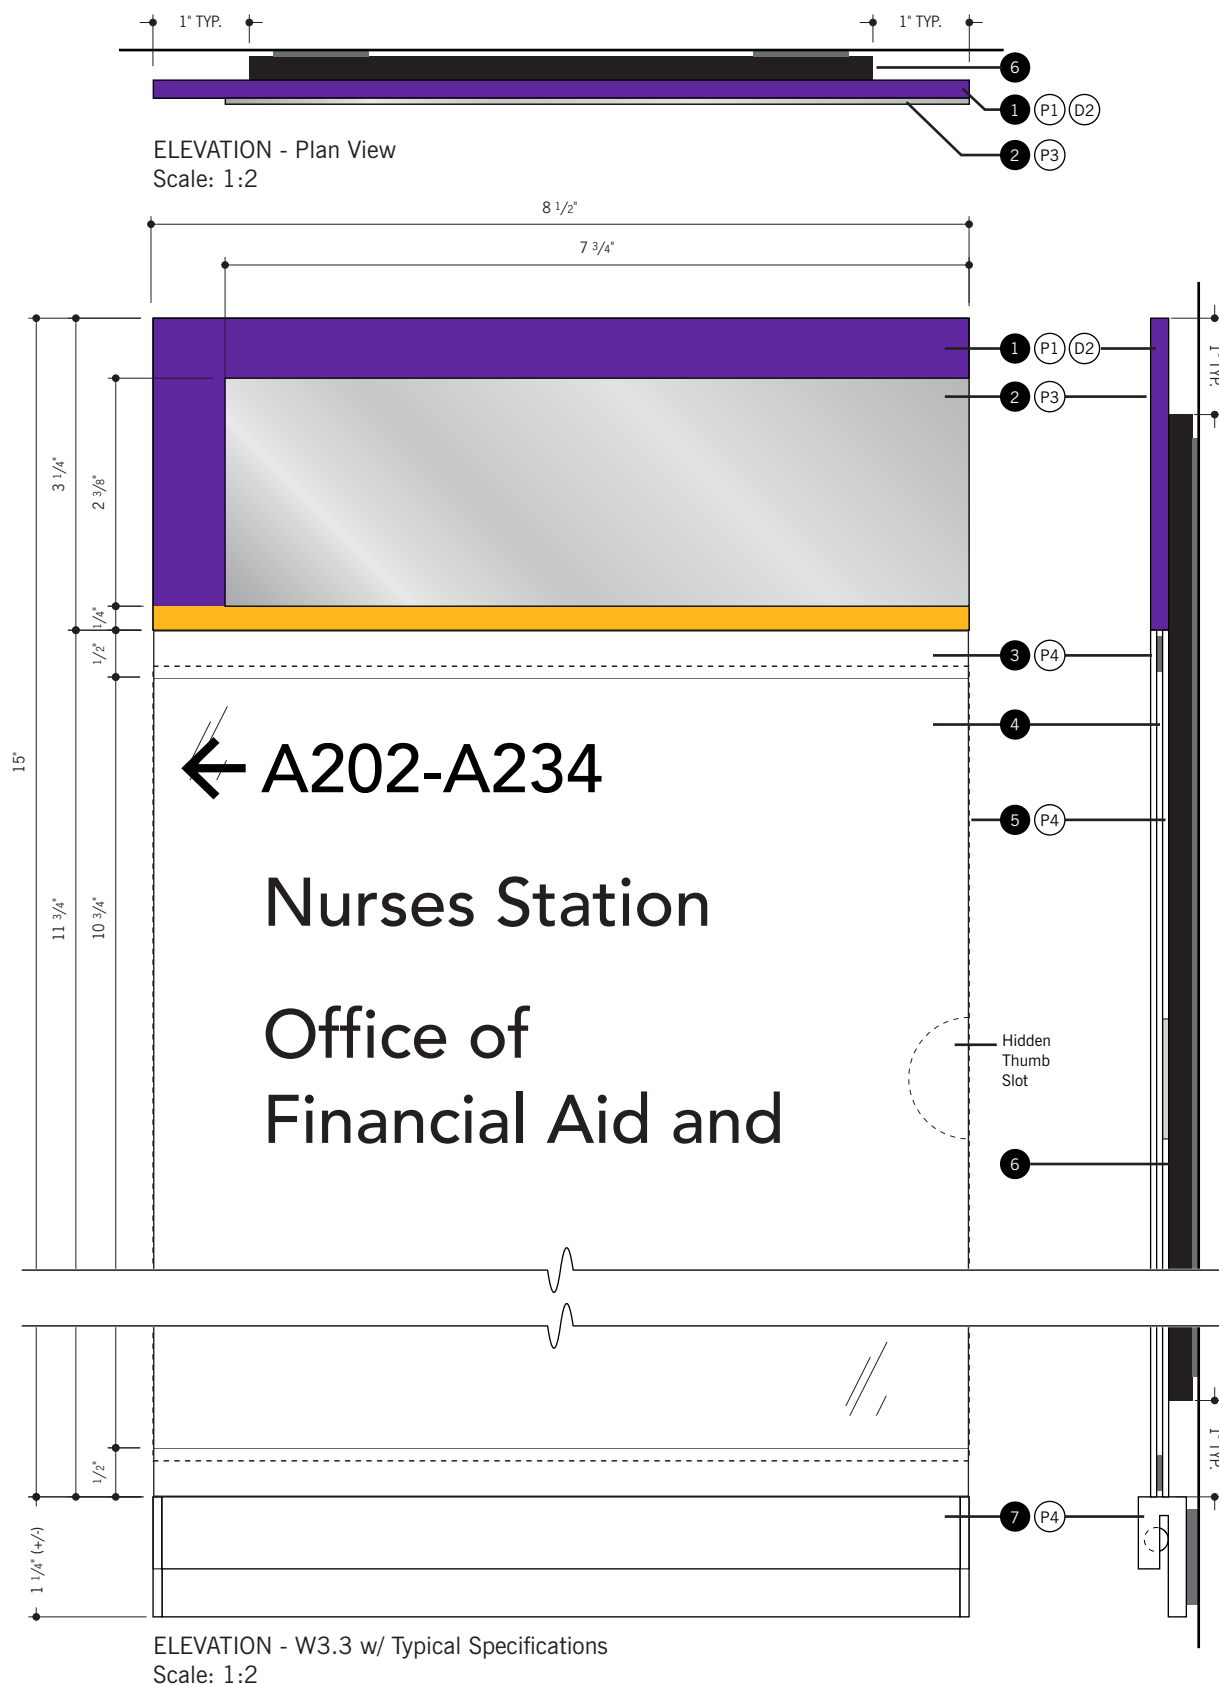 1" TYP.
1" TYP.
6
1 P1 D2
2 P3
ELEVATION - Plan View
Scale: 1:2
8 1/2"
7 3/4"
1 P1 D2
2 P3
1" TYP.
3 1/4"
2 3/8"
1/4"
1/2"
3 P4
4
A202-A234
15"
5 P4
11 3/4"
10 3/4"
Nurses Station
Office of
Financial Aid and
Hidden
Thumb
Slot
6
1" TYP.
1/2"
7 P4
1 1/4" (+/-)
ELEVATION - W3.3 w/ Typical Specifications
Scale: 1:2